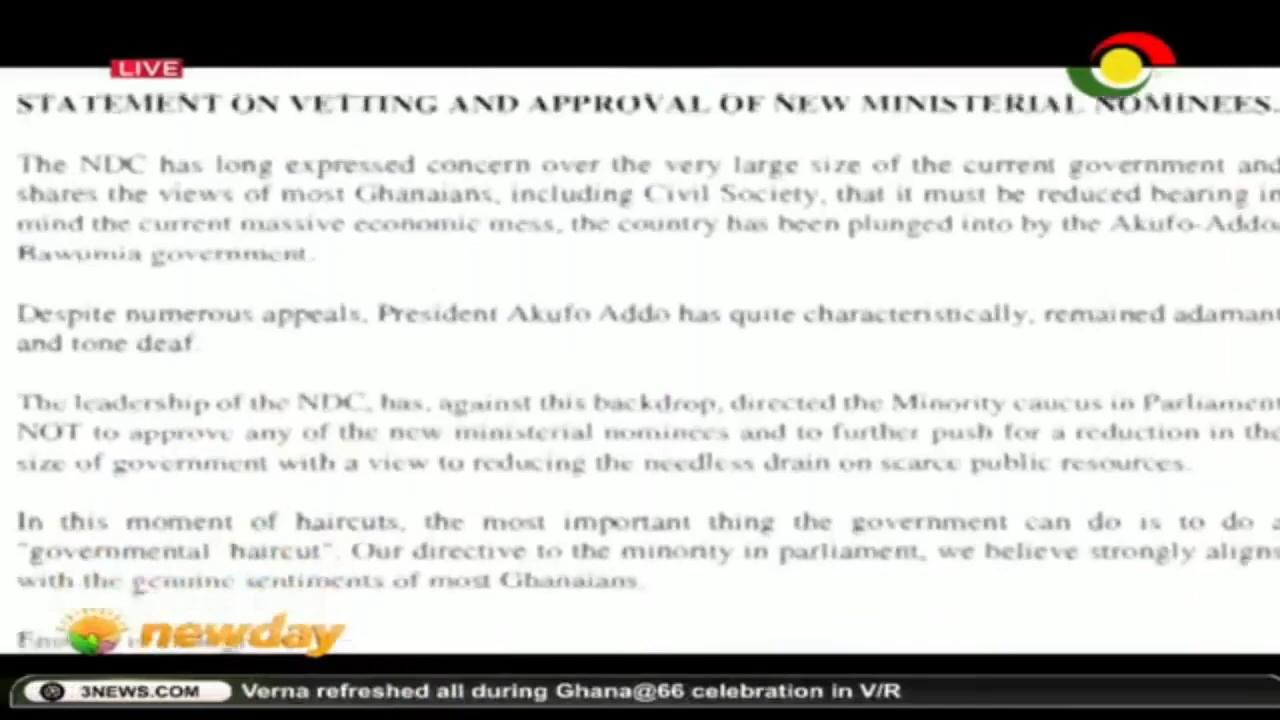 LIVE
STATEMENT ON VETTING AND APPROVAL OF NEW MINISTERIAL NOMINEES.
The NDC has long expressed concern over the very large size of the current government and
shares the views of most Ghanaians, including Civil Society, that it must be reduced bearing in
mind the current massive economic mess, the country has been plunged into by the Akufo-Addo
Bawumia government.
Despite numerous appeals, President Akufo Addo has quite characteristically, remained adamant
and tone deaf.
The leadership of the NDC, has, against this backdrop, directed the Minority caucus in Parliament
NOT to approve any of the new ministerial nominees and to further push for a reduction in the
size of government with a view to reducing the needless drain on scarce public resources.
In this moment of haircuts, the most important thing the government can do is to do a
"governmental haircut". Our directive to the minority in parliament, we believe strongly aligns
with the genuine sentiments of most Ghanaians.
newday
3NEWS.COM Verna refreshed all during Ghana@66 celebration in V/R